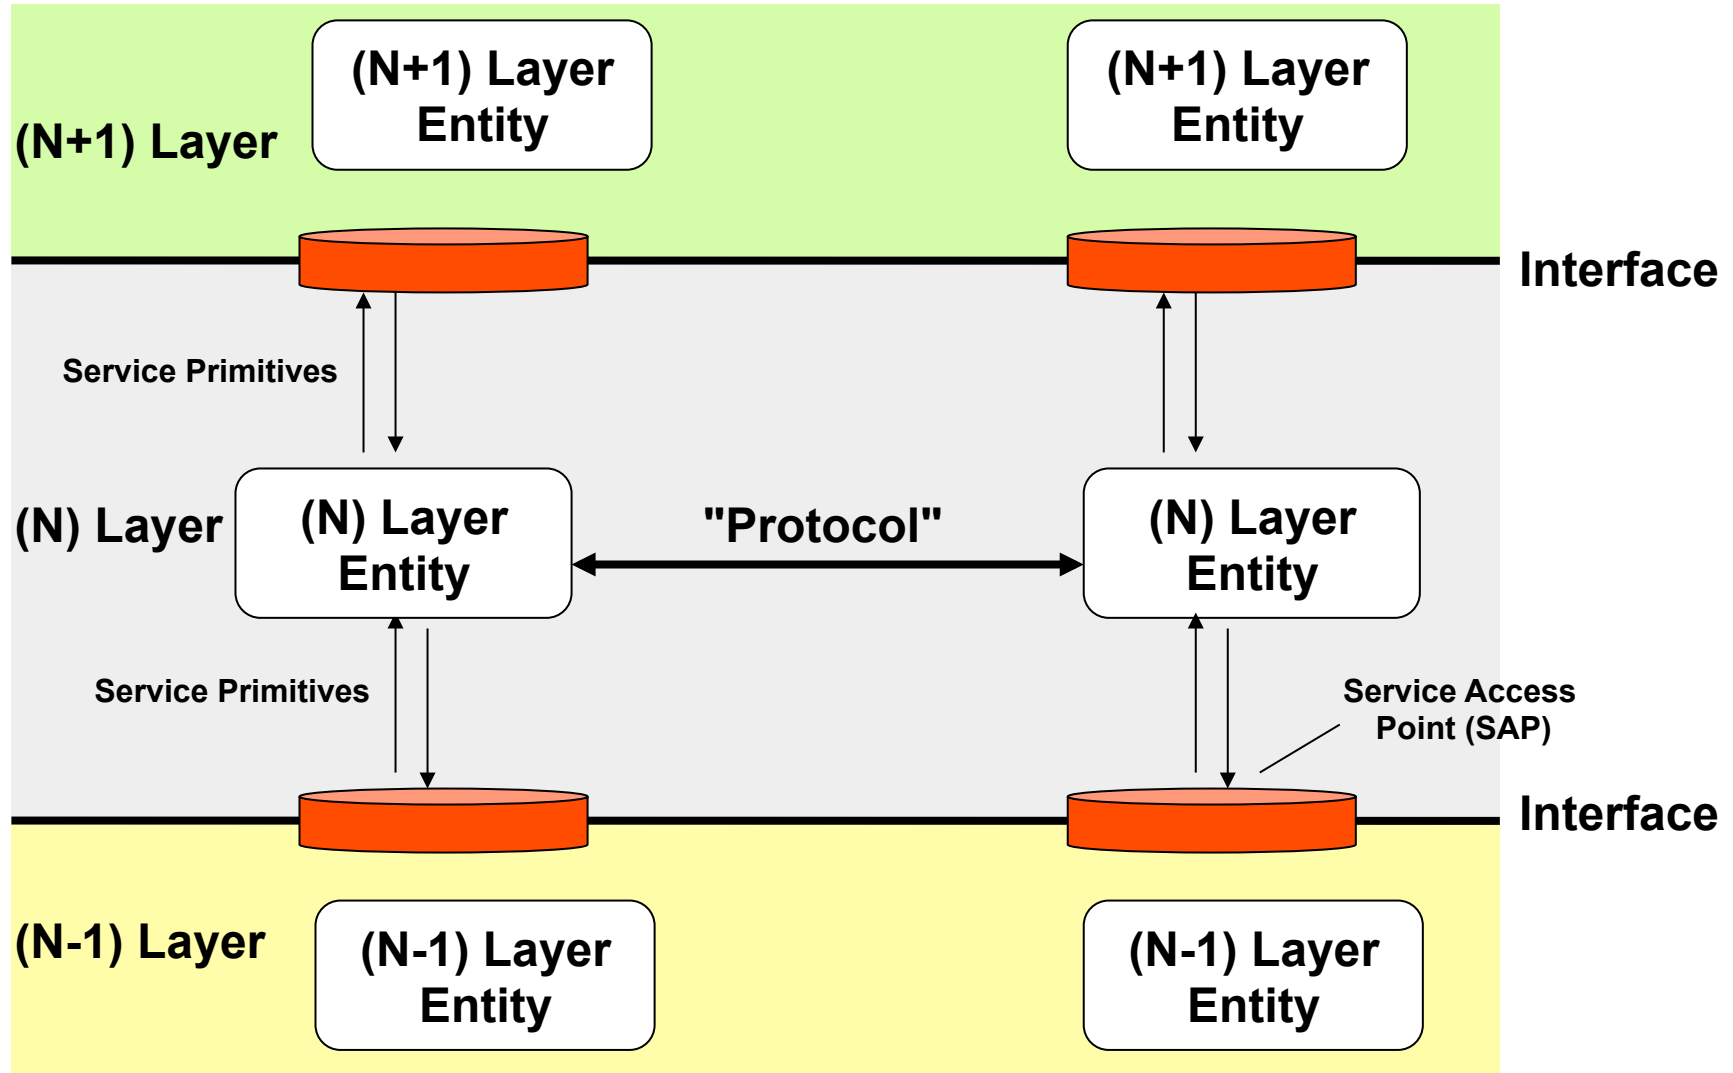 (N+1) Layer
Entity
(N+1) Layer
Entity
(N+1) Layer
Interface
Service Primitives
(N) Layer
(N) Layer
Entity
"Protocol"
(N) Layer
Entity
Service Primitives
Service Access
Point (SAP)
Interface
(N-1) Layer
(N-1) Layer
Entity
(N-1) Layer
Entity